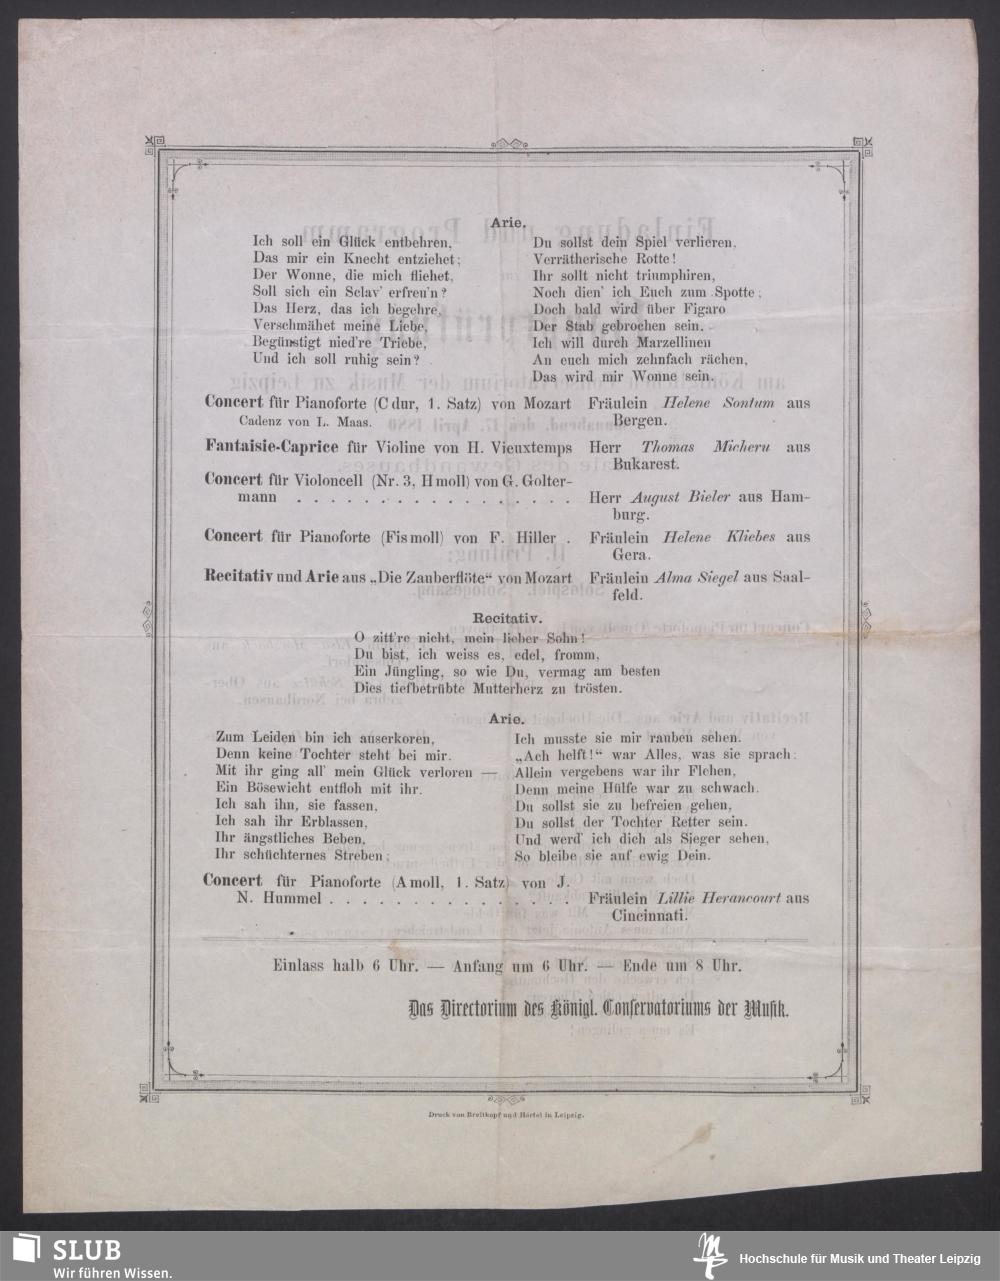 Arie.
Ich soll ein Glück entbehren,
Das mir ein Knecht entziehet;
Der Wonne, die mich fliehet,
Soll sich ein Sclav' erfreu'n?
Das Herz, das ich begehre,
Verschmähet meine Liebe,
Begünstigt nied're Triebe,
Und ich soll ruhig sein?
Du sollst dein Spiel verlieren,
Verrätherische Rotte!
Ihr sollt nicht triumphiren,
Noch dien' ich Euch zum Spotte;
Doch bald wird über Figaro
Der Stab gebrochen sein.
Ich will durch Marzellinen
An euch mich zehnfach rächen,
Das wird mir Wonne sein.
Concert für Pianoforte (C dur, 1. Satz) von Mozart Fräulein Helene Sontum aus
Cadenz von L. Maas. Bergen.
Fantaisie-Caprice für Violine von H. Vieuxtemps Herr Thomas Micheru aus
Bukarest.
Concert für Violoncell (Nr. 3, H moll) von G. Golter-
mann . . . . . . . . . . . . . . . . . Herr August Bieler aus Ham-
burg.
Concert für Pianoforte (Fis moll) von F. Hiller . Fräulein Helene Kliebes aus
Gera.
Recitativ und Arie aus „Die Zauberflöte“ von Mozart Fräulein Alma Siegel aus Saal-
feld.
Recitativ.
O zitt're nicht, mein lieber Sohn!
Du bist, ich weiss es, edel, fromm,
Ein Jüngling, so wie Du, vermag am besten
Dies tiefbetrübte Mutterherz zu trösten.
Arie.
Zum Leiden bin ich auserkoren,
Denn keine Tochter steht bei mir.
Mit ihr ging all' mein Glück verloren —
Ein Bösewicht entfloh mit ihr.
Ich sah ihn, sie fassen,
Ich sah ihr Erblassen,
Ihr ängstliches Beben,
Ihr schüchternes Streben;
Ich musste sie mir rauben sehen.
„Ach helft!“ war Alles, was sie sprach;
Allein vergebens war ihr Flehen,
Denn meine Hülfe war zu schwach.
Du sollst sie zu befreien gehen,
Du sollst der Tochter Retter sein.
Und werd' ich dich als Sieger sehen,
So bleibe sie auf ewig Dein.
Concert für Pianoforte (A moll, 1. Satz) von J.
N. Hummel . . . . . . . . . . . . . . . Fräulein Lillie Herancourt aus
Cincinnati.
Einlass halb 6 Uhr. — Anfang um 6 Uhr. — Ende um 8 Uhr.
Das Directorium des Königl. Conservatoriums der Musik.
Druck von Breitkopf und Härtel in Leipzig.
SLUB
Wir führen Wissen.
Hochschule für Musik und Theater Leipzig